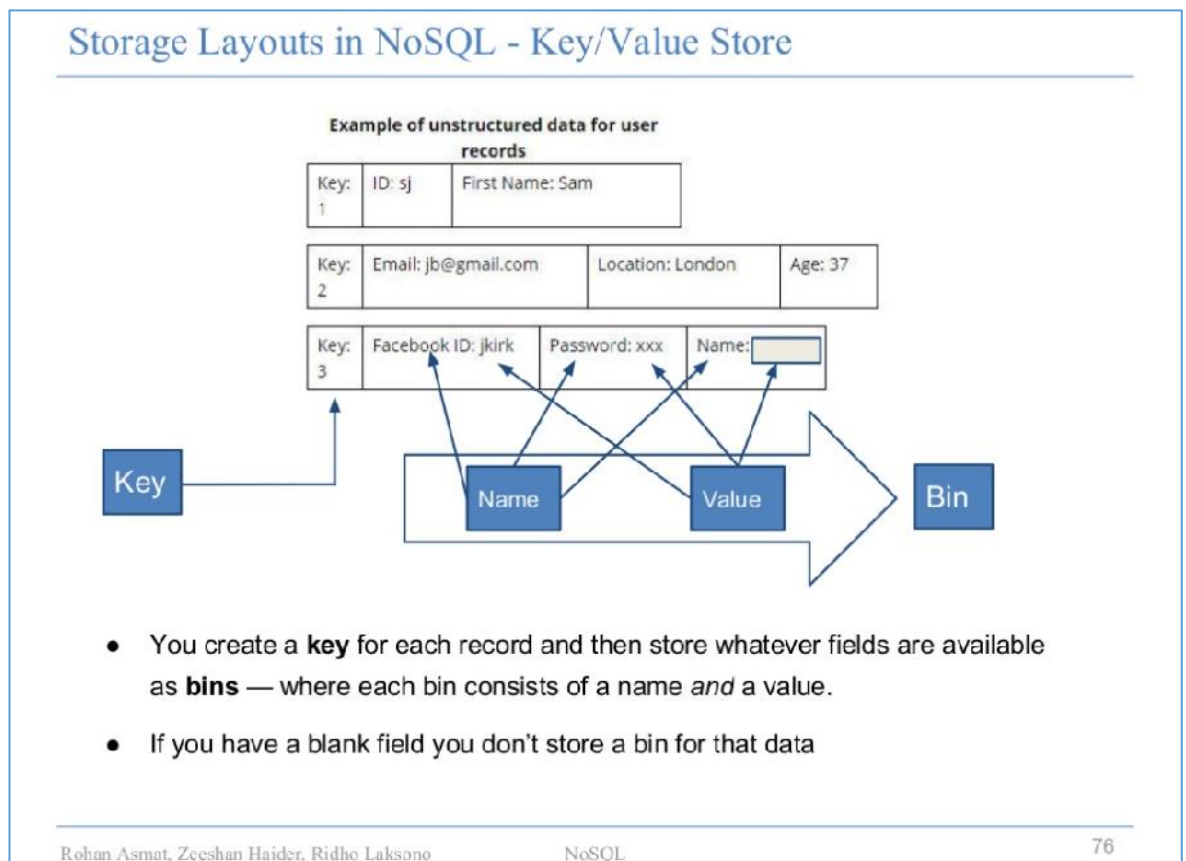 Storage Layouts in NoSQL - Key/Value Store
Example of unstructured data for user
records
Key: 1 ID: sj First Name: Sam
Key: 2 Email: jb@gmail.com Location: London Age: 37
Key: 3 Facebook ID: jkirk Password: xxx Name:
Key Name Value Bin
● You create a key for each record and then store whatever fields are available
as bins — where each bin consists of a name and a value.
● If you have a blank field you don't store a bin for that data
Rohan Asmat, Zeeshan Haider, Ridho Laksono NoSQL 76